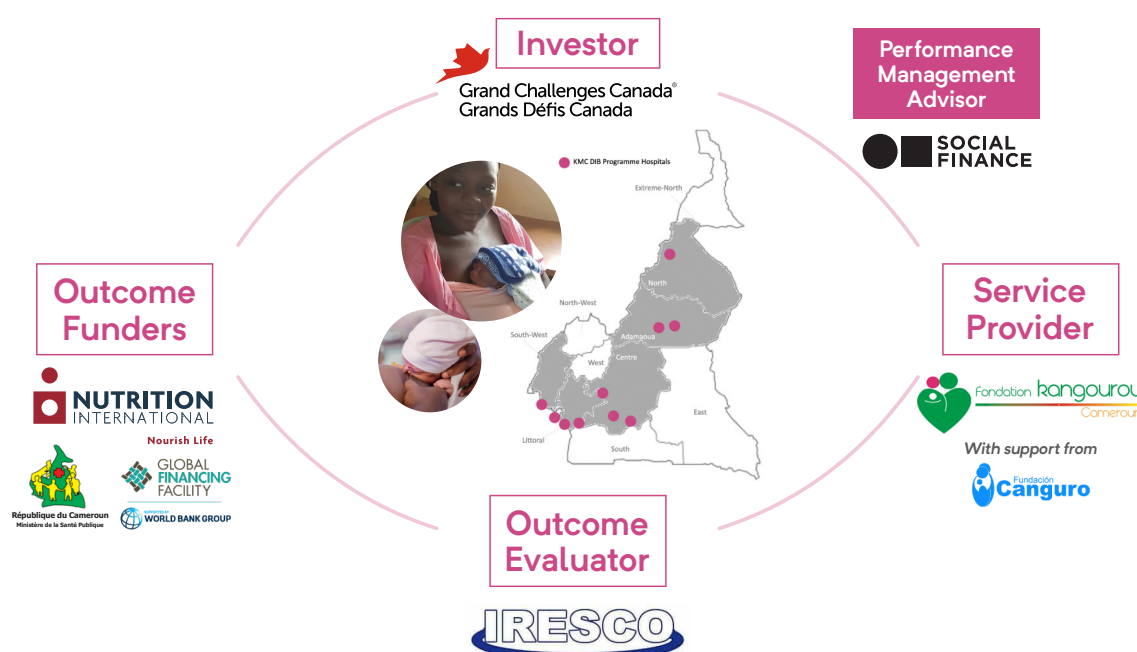 Investor
Grand Challenges Canada®
Grands Défis Canada
Performance
Management
Advisor
SOCIAL
FINANCE
KMC DIB Programme Hospitals
Extreme-North
North
North-West
South-West
Adamaoua
West
Centre
East
Littoral
South
Outcome
Funders
NUTRITION
INTERNATIONAL
Nourish Life
République du Cameroun
Ministère de la Santé Publique
GLOBAL
FINANCING
FACILITY
SUPPORTED BY
WORLD BANK GROUP
Service
Provider
Fondation kangourou
Cameroun
With support from
Fundación
Canguro
Outcome
Evaluator
IRESCO